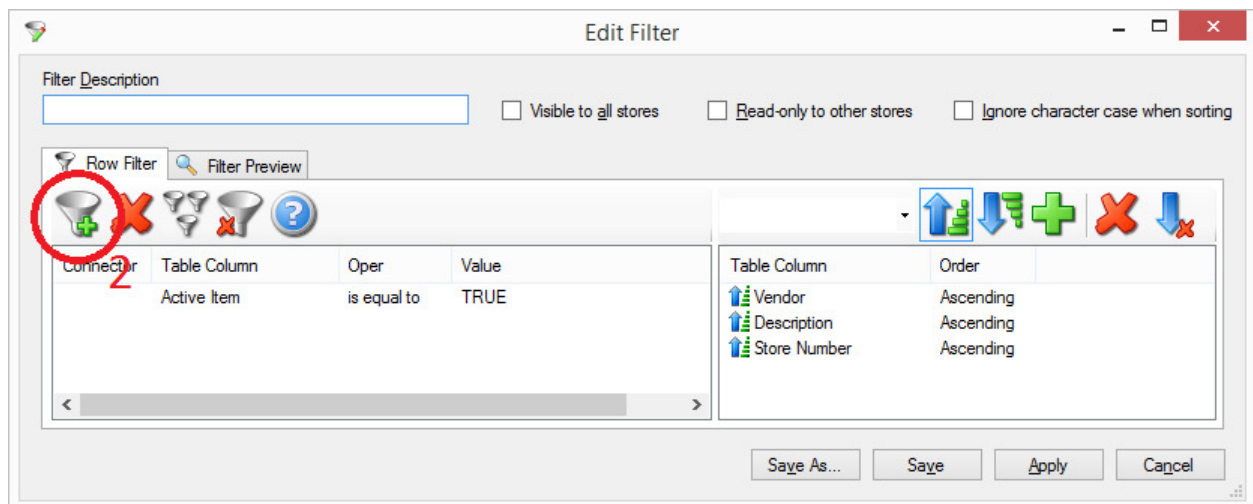 Edit Filter
Filter Description
Visible to all stores
Read-only to other stores
Ignore character case when sorting
Row Filter
Filter Preview
2
Connector Table Column Oper Value
Active Item is equal to TRUE
Table Column Order
Vendor Ascending
Description Ascending
Store Number Ascending
Save As... Save Apply Cancel